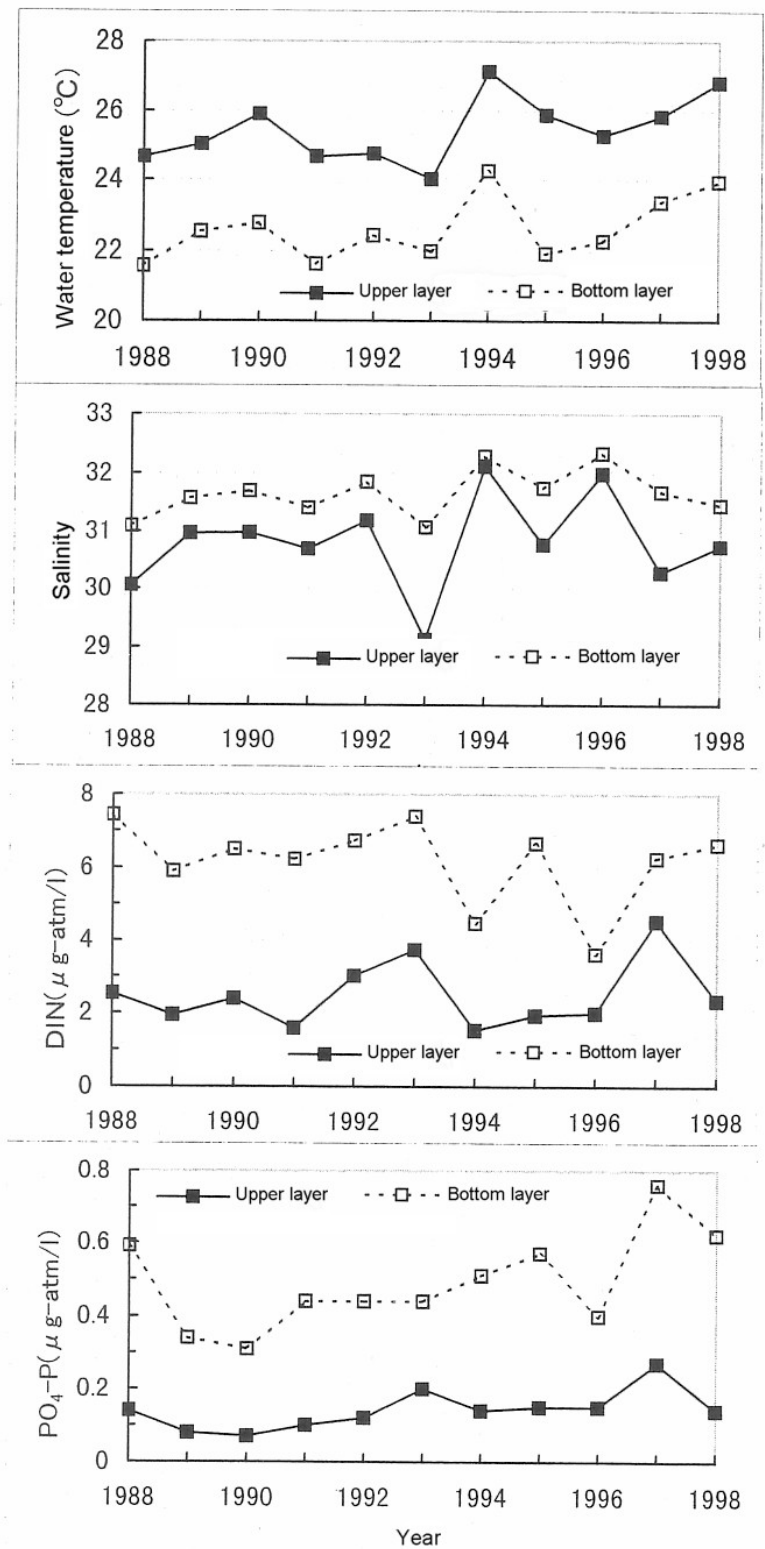 28
26
24
22
20
Water temperature (℃)
Upper layer Bottom layer
1988 1990 1992 1994 1996 1998
33
32
31
30
29
28
Salinity
Upper layer Bottom layer
1988 1990 1992 1994 1996 1998
8
6
4
2
0
DIN(μg-atm/l)
Upper layer Bottom layer
1988 1990 1992 1994 1996 1998
0.8
0.6
0.4
0.2
0
PO₄-P(μg-atm/l)
Upper layer Bottom layer
1988 1990 1992 1994 1996 1998
Year